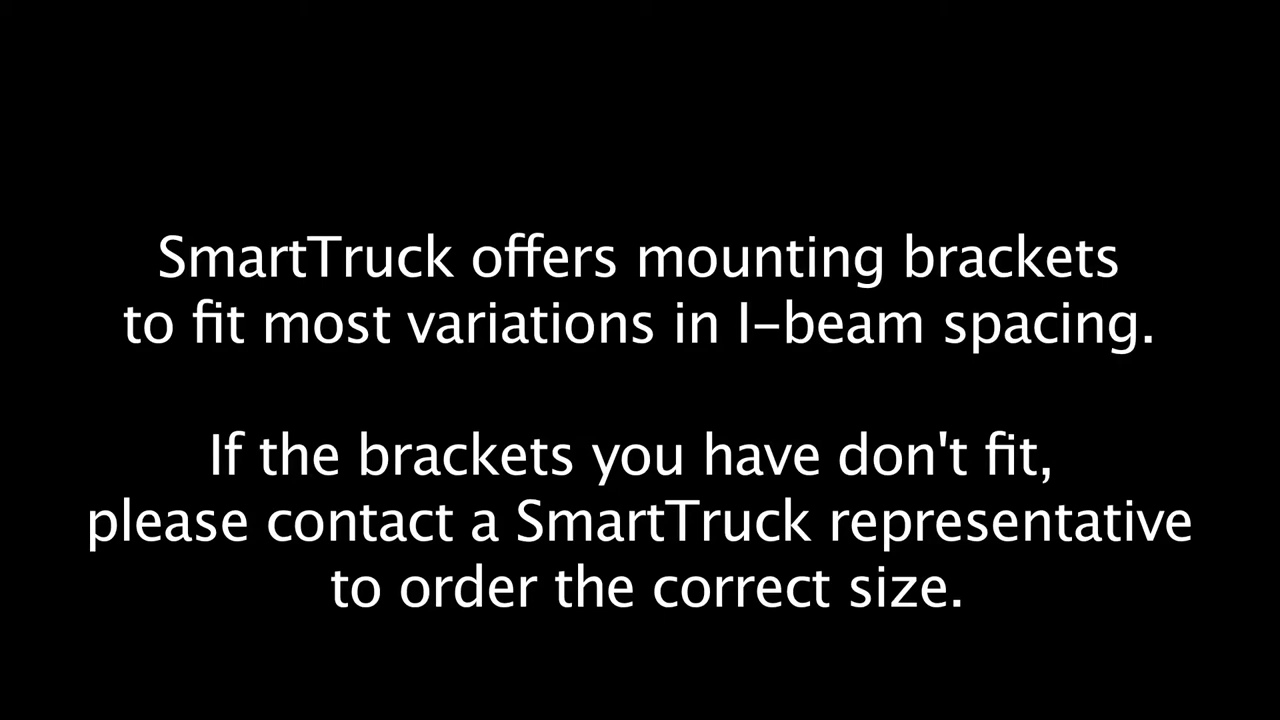 SmartTruck offers mounting brackets
to fit most variations in I-beam spacing.
If the brackets you have don't fit,
please contact a SmartTruck representative
to order the correct size.